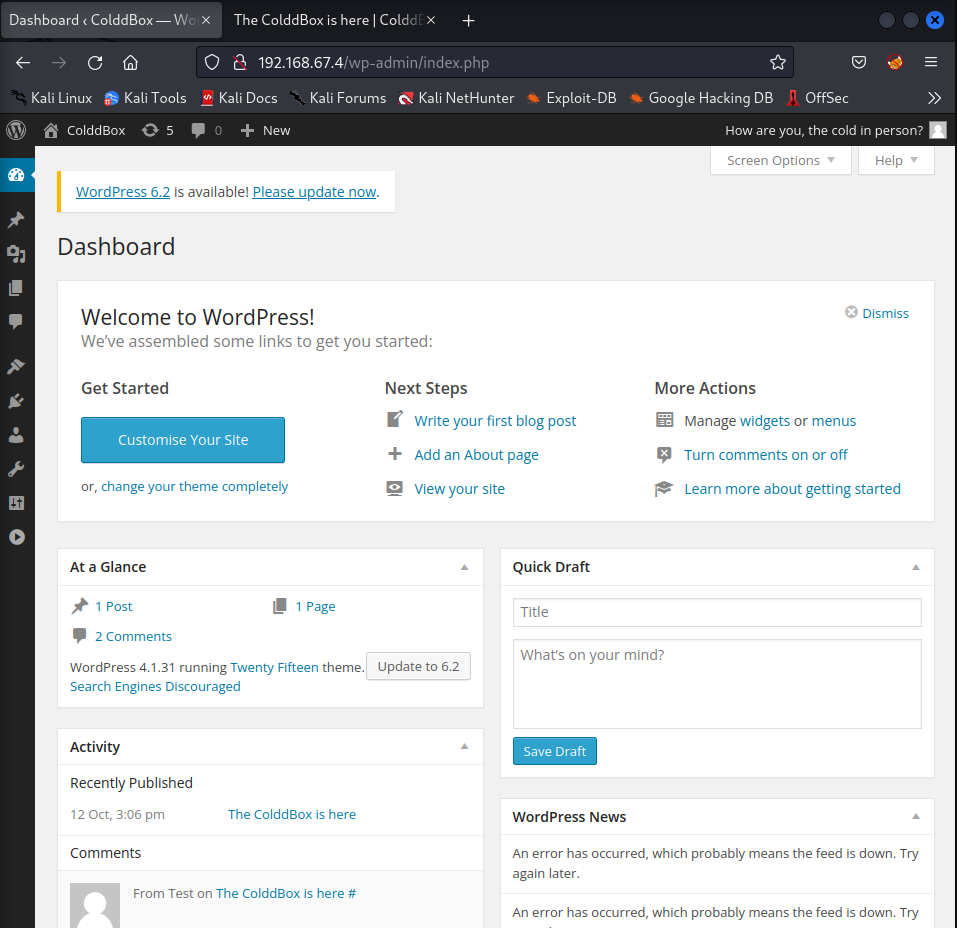 Dashboard ‹ ColddBox — Wo
The ColddBox is here | ColddB
192.168.67.4/wp-admin/index.php
Kali Linux Kali Tools Kali Docs Kali Forums Kali NetHunter Exploit-DB Google Hacking DB OffSec
ColddBox 5 0 New How are you, the cold in person?
Screen Options Help
WordPress 6.2 is available! Please update now.
Dashboard
Welcome to WordPress!
Dismiss
We've assembled some links to get you started:
Get Started
Customise Your Site
or, change your theme completely
Next Steps
Write your first blog post
Add an About page
View your site
More Actions
Manage widgets or menus
Turn comments on or off
Learn more about getting started
At a Glance
1 Post 1 Page
2 Comments
WordPress 4.1.31 running Twenty Fifteen theme. Update to 6.2
Search Engines Discouraged
Activity
Recently Published
12 Oct, 3:06 pm The ColddBox is here
Comments
From Test on The ColddBox is here #
Quick Draft
Title
What's on your mind?
Save Draft
WordPress News
An error has occurred, which probably means the feed is down. Try
again later.
An error has occurred, which probably means the feed is down. Try